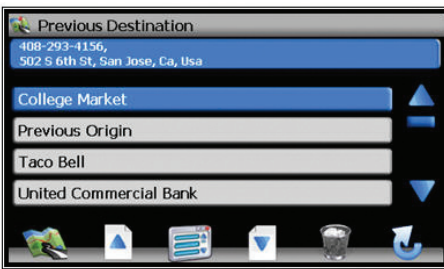 Previous Destination
408-293-4156,
502 S 6th St, San Jose, Ca, Usa
College Market
Previous Origin
Taco Bell
United Commercial Bank